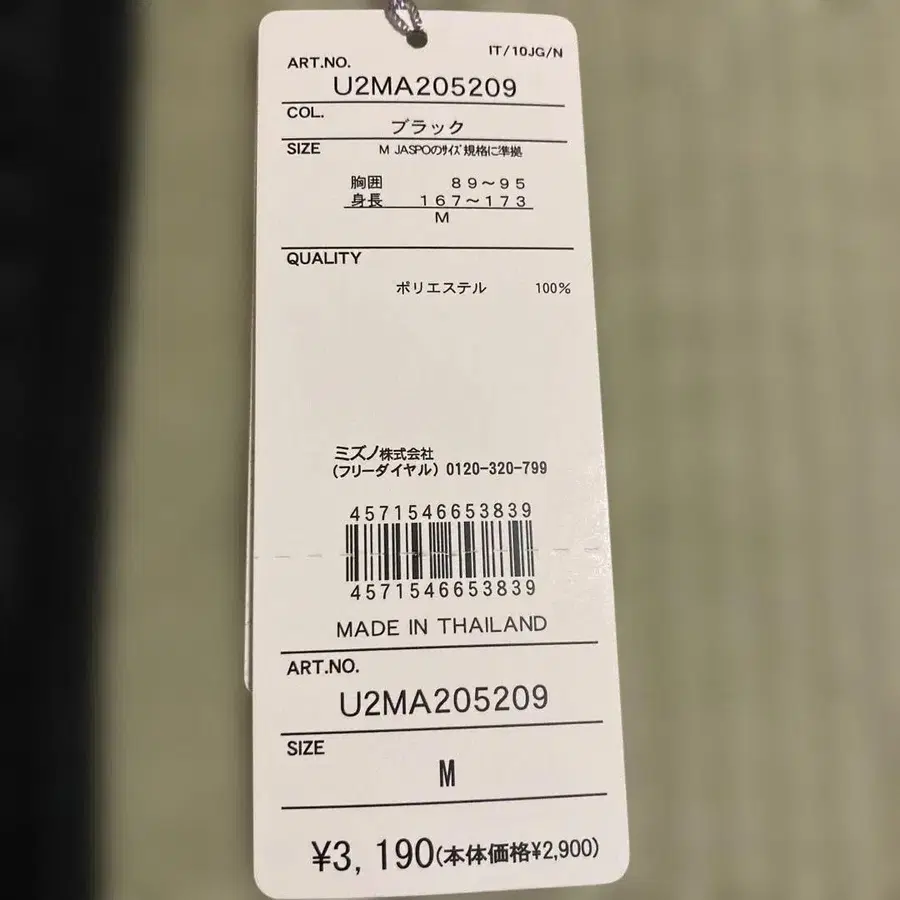 IT/10JG/N
ART.NO.
U2MA205209
COL.
ブラック
SIZE M JASPOのｻｲｽﾞ規格に準拠
胸囲 89～95
身長 167～173
M
QUALITY
ポリエステル 100%
ミズノ株式会社
(フリーダイヤル) 0120-320-799
4571546653839
4571546653839
MADE IN THAILAND
ART.NO.
U2MA205209
SIZE
M
¥3,190(本体価格¥2,900)